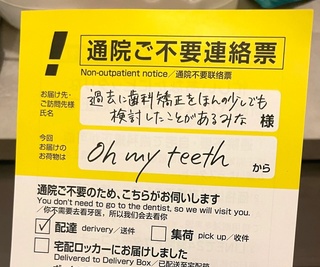 !
通院ご不要連絡票
Non-outpatient notice／通院不要联络票
お届け先・
ご訪問先様
氏名
過去に歯科矯正をほんの少しでも
検討したことがあるみな 様
今回
お届けの
お荷物は
Oh my teeth から
通院ご不要のため、こちらがお伺いします
You don't need to go to the dentist, so we will visit you.
／你不需要去看牙医，所以我们会去看你
配達 derivery／送件
集荷 pick up／收件
宅配ロッカーにお届けしました
Delivered to Delivery Box／已配送至宅配箱